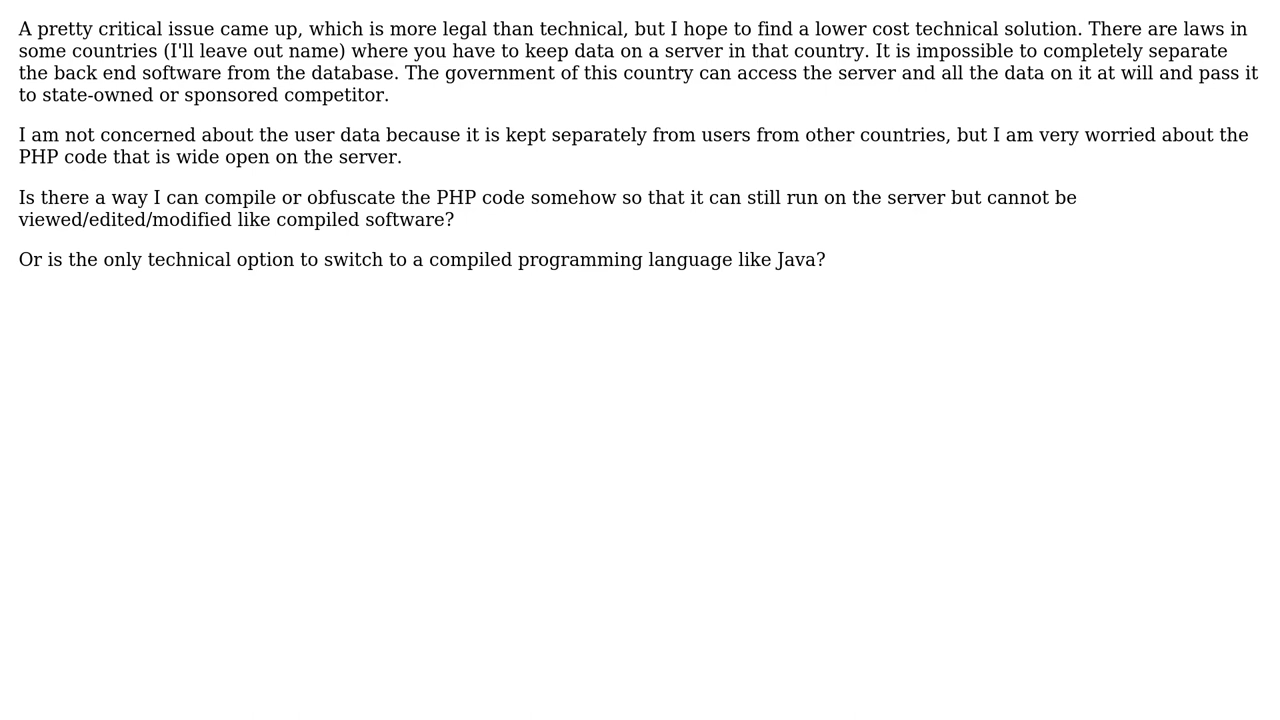 A pretty critical issue came up, which is more legal than technical, but I hope to find a lower cost technical solution. There are laws in
some countries (I'll leave out name) where you have to keep data on a server in that country. It is impossible to completely separate
the back end software from the database. The government of this country can access the server and all the data on it at will and pass it
to state-owned or sponsored competitor.
I am not concerned about the user data because it is kept separately from users from other countries, but I am very worried about the
PHP code that is wide open on the server.
Is there a way I can compile or obfuscate the PHP code somehow so that it can still run on the server but cannot be
viewed/edited/modified like compiled software?
Or is the only technical option to switch to a compiled programming language like Java?